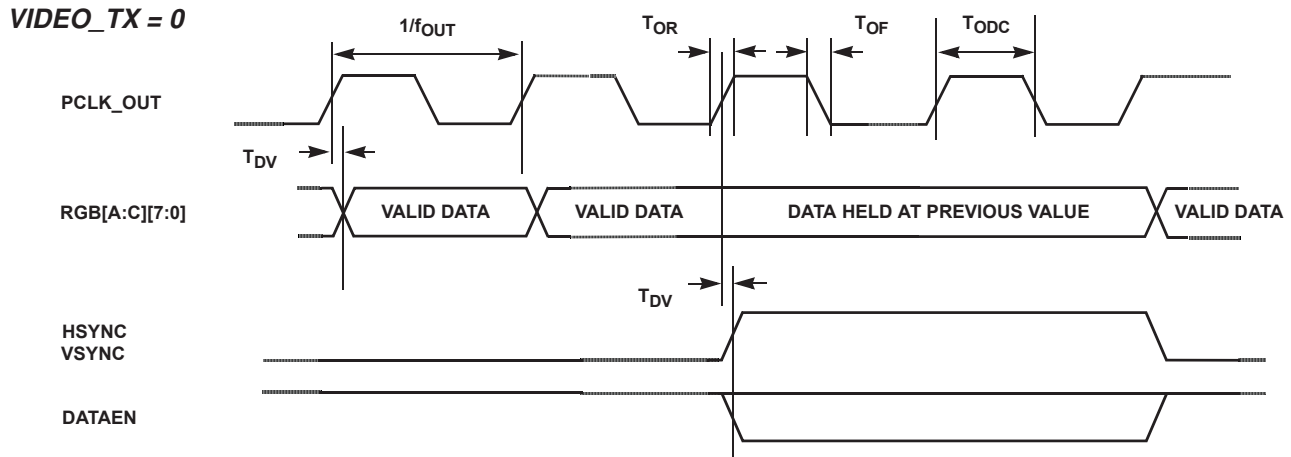 VIDEO_TX = 0
1/fOUT
TOR
TOF
TODC
PCLK_OUT
TDV
RGB[A:C][7:0]
VALID DATA
VALID DATA
DATA HELD AT PREVIOUS VALUE
VALID DATA
TDV
HSYNC
VSYNC
DATAEN